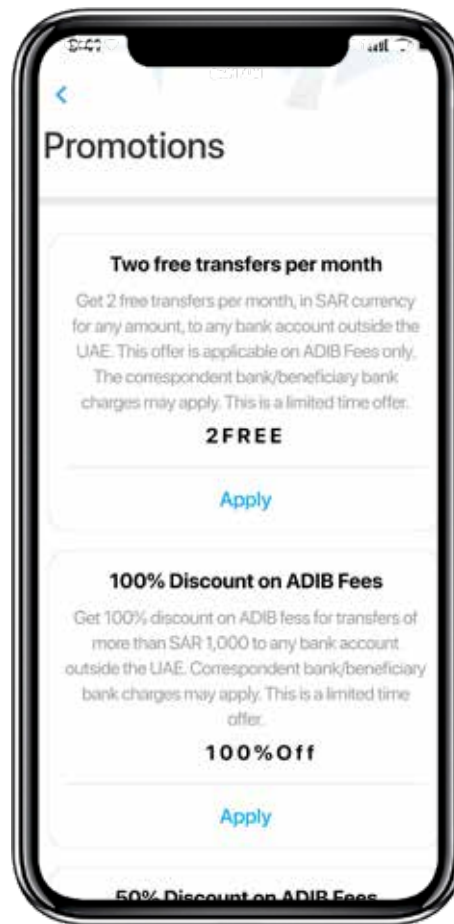 9:41
Promotions
Two free transfers per month
Get 2 free transfers per month, in SAR currency
for any amount, to any bank account outside the
UAE. This offer is applicable on ADIB Fees only.
The correspondent bank/beneficiary bank
charges may apply. This is a limited time offer.
2FREE
Apply
100% Discount on ADIB Fees
Get 100% discount on ADIB fess for transfers of
more than SAR 1,000 to any bank account
outside the UAE. Correspondent bank/beneficiary
bank charges may apply. This is a limited time
offer.
100%Off
Apply
50% Discount on ADIB Fees